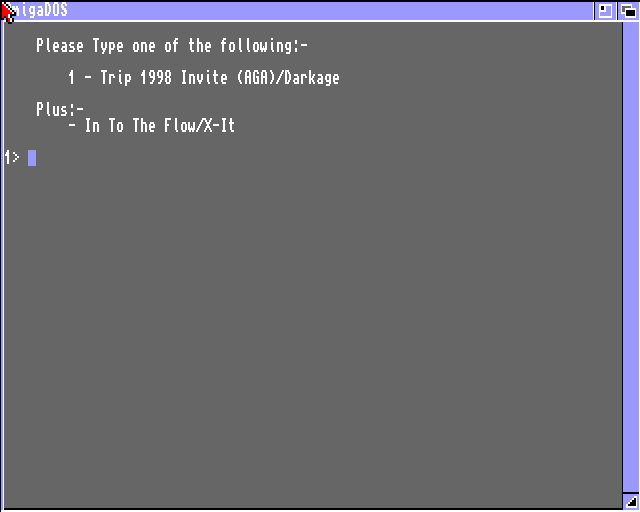 migaDOS
Please Type one of the following:-
1 - Trip 1998 Invite (AGA)/Darkage
Plus:-
- In To The Flow/X-It
1>